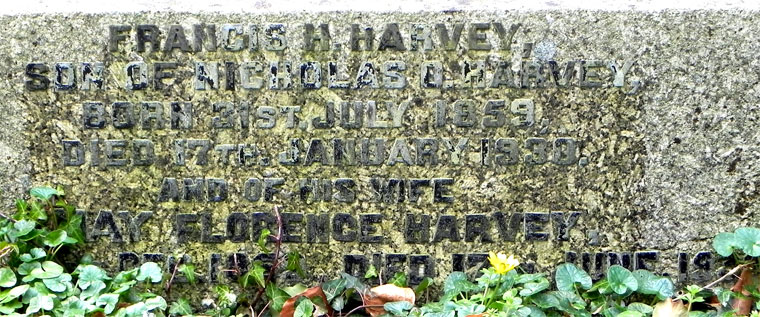 FRANCIS H. HARVEY,
SON OF NICHOLAS O. HARVEY,
BORN 31ST. JULY 1859,
DIED 17TH. JANUARY 1930.
AND OF HIS WIFE
MAY FLORENCE HARVEY,
DIED JUNE